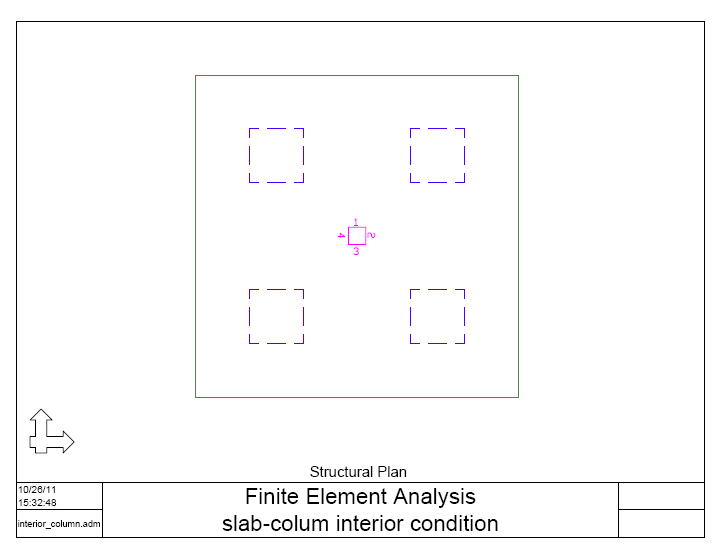 1
4
2
3
Structural Plan
10/26/11
15:32:48
interior_column.adm
Finite Element Analysis
slab-colum interior condition